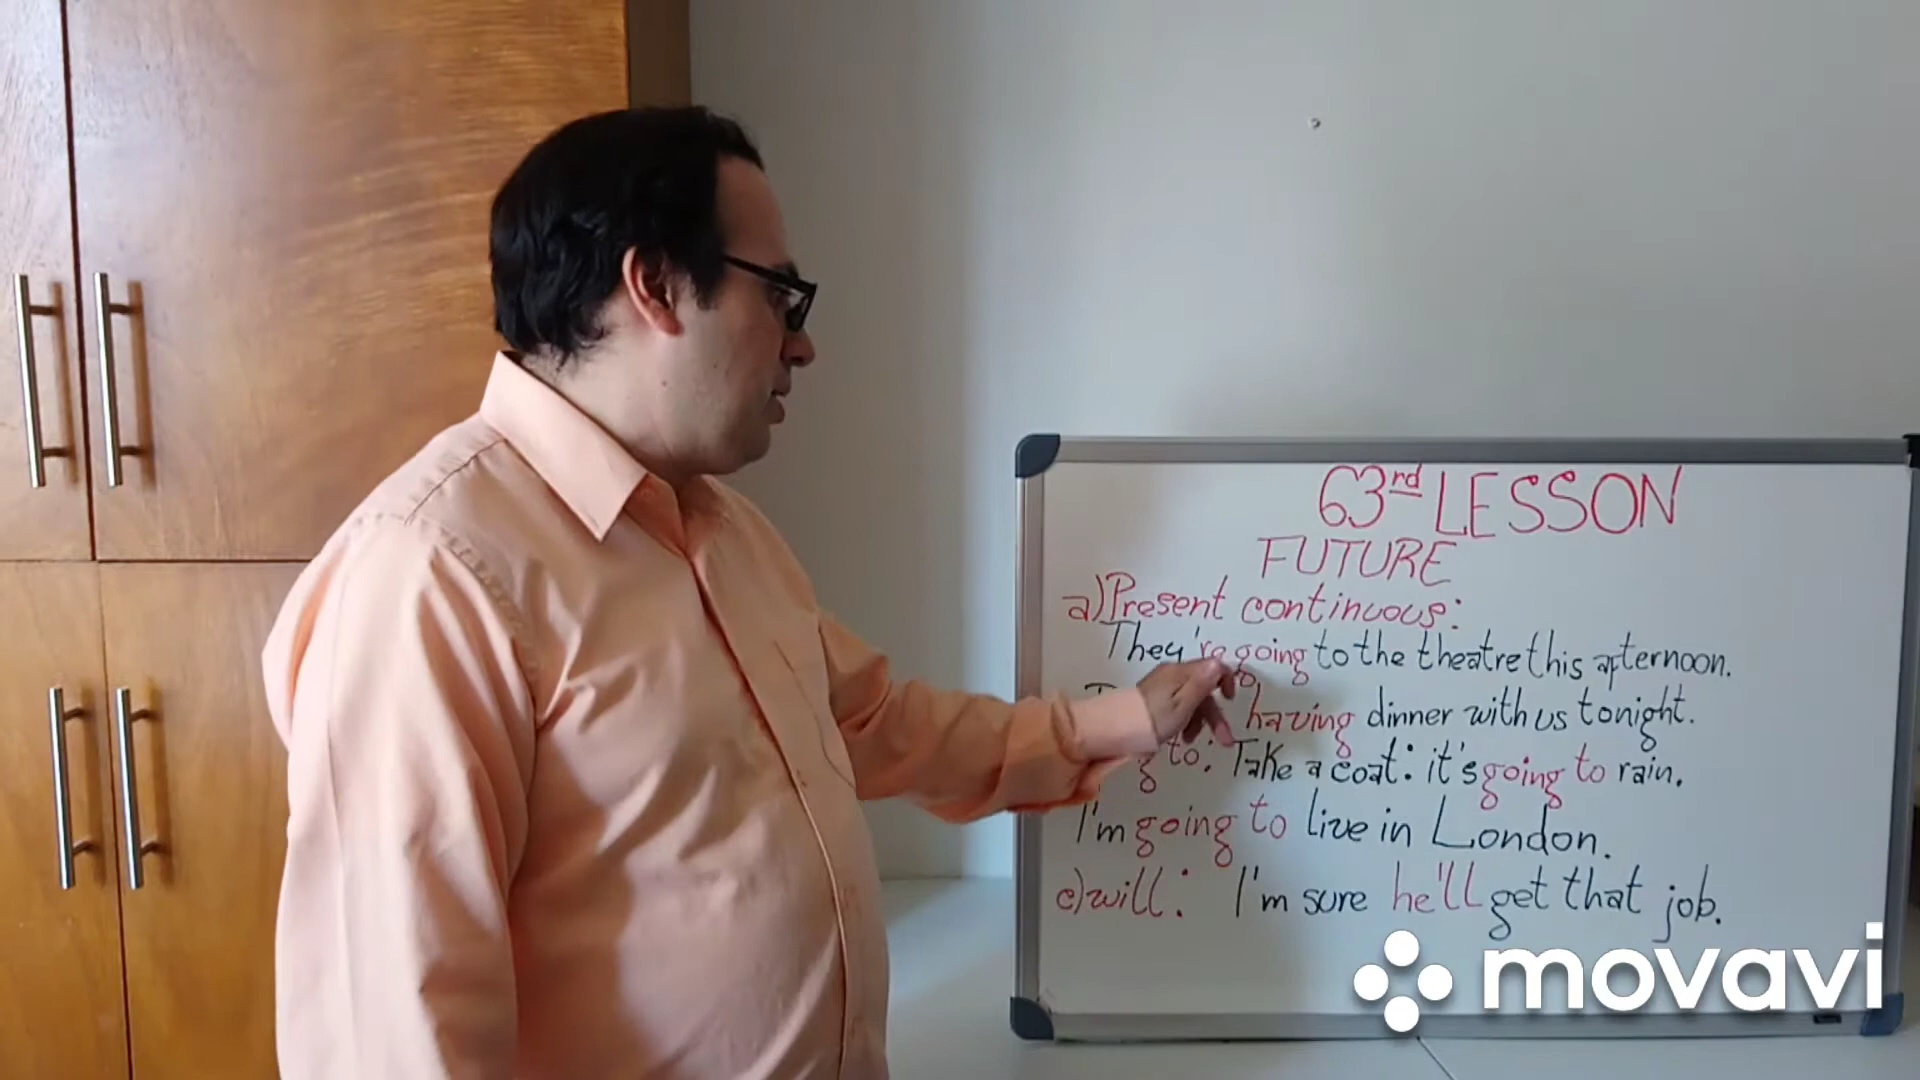 63rd LESSON
FUTURE
a) Present continuous:
They're going to the theatre this afternoon.
having dinner with us tonight.
to: Take a coat: it's going to rain.
I'm going to live in London.
c) will: I'm sure he'll get that job.
movavi